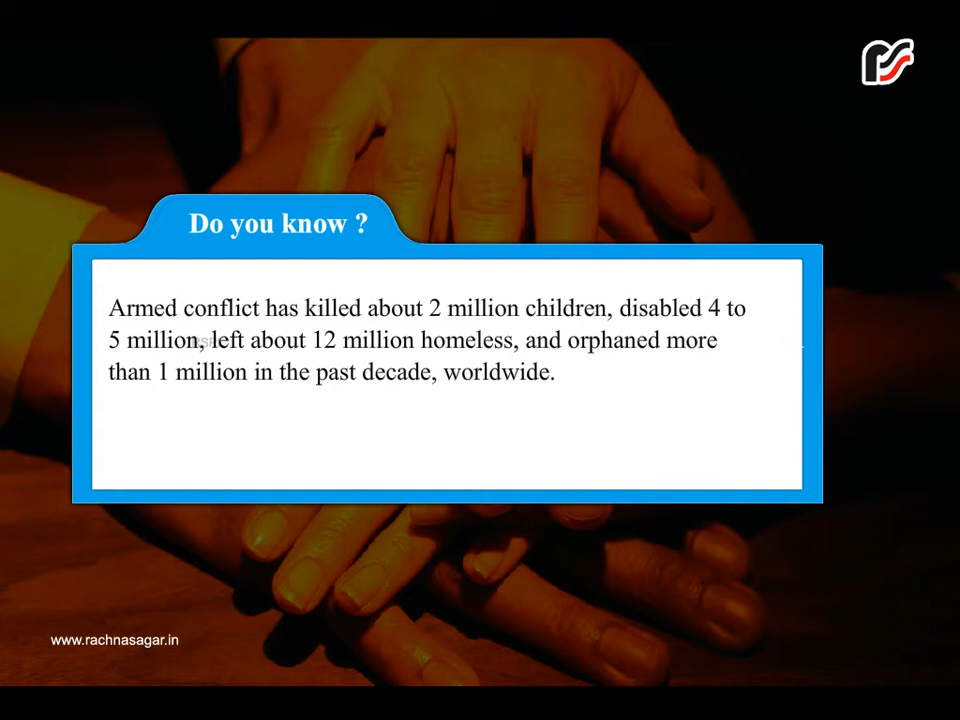 Do you know ?
Armed conflict has killed about 2 million children, disabled 4 to
5 million, left about 12 million homeless, and orphaned more
than 1 million in the past decade, worldwide.
www.rachnasagar.in